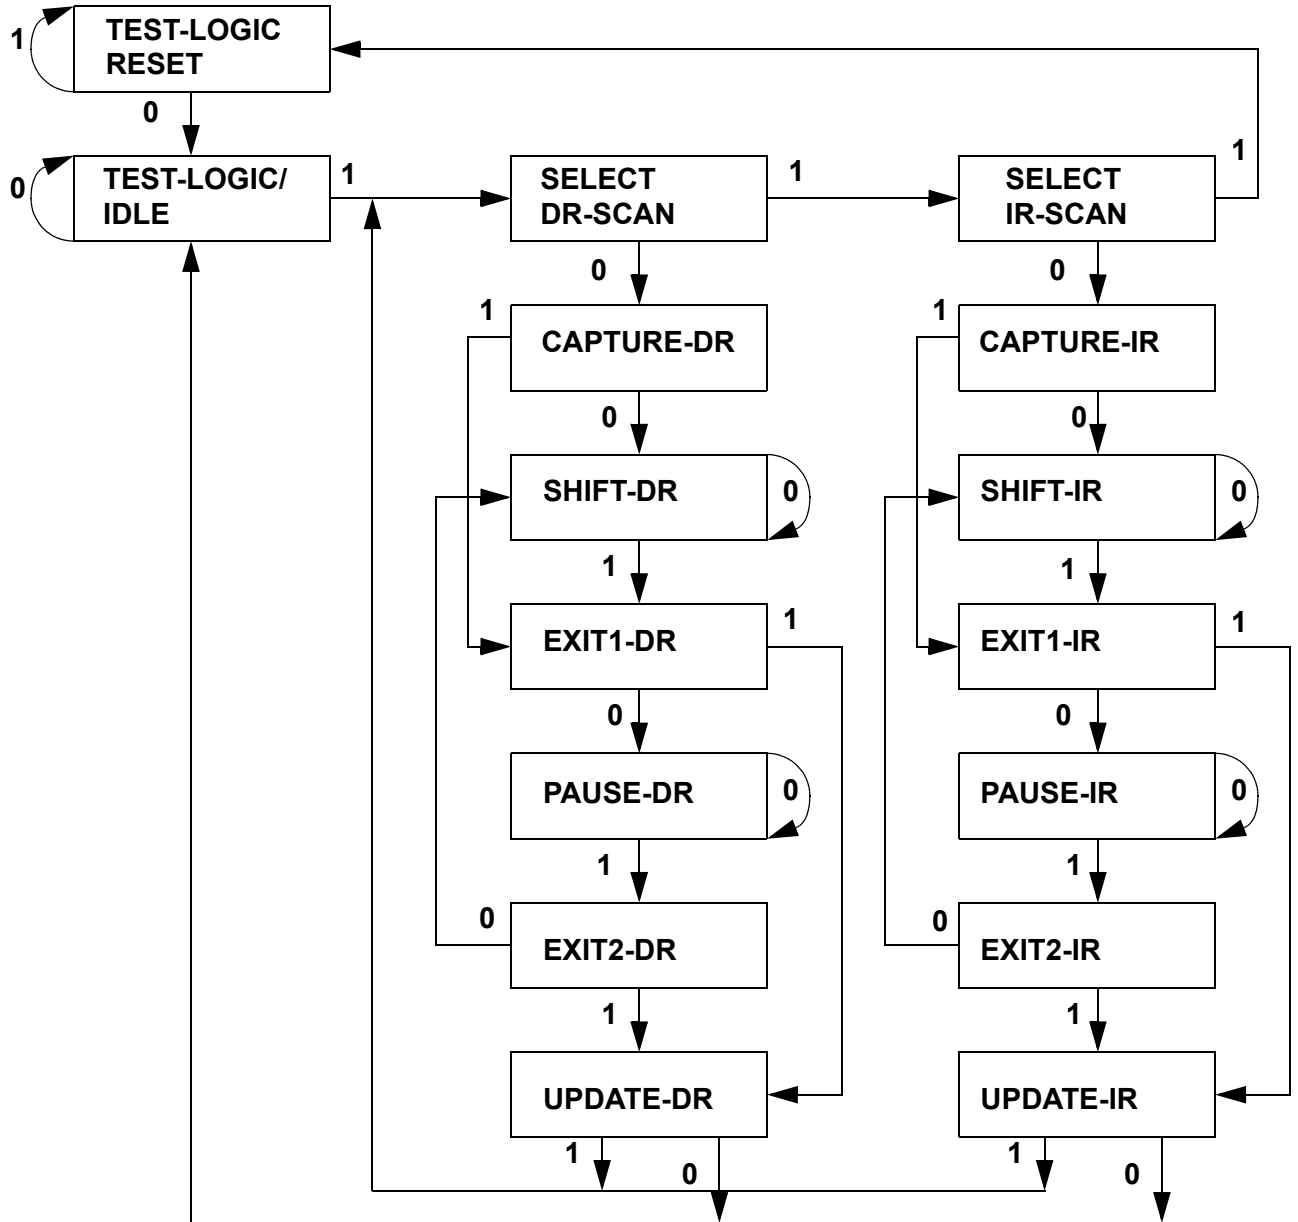 TEST-LOGIC
RESET
1
0
TEST-LOGIC/
IDLE
0
1
SELECT
DR-SCAN
1
SELECT
IR-SCAN
1
0
0
1
CAPTURE-DR
1
CAPTURE-IR
0
0
SHIFT-DR
0
SHIFT-IR
0
1
1
EXIT1-DR
1
EXIT1-IR
1
0
0
PAUSE-DR
0
PAUSE-IR
0
1
1
0
EXIT2-DR
0
EXIT2-IR
1
1
UPDATE-DR
UPDATE-IR
1
0
1
0